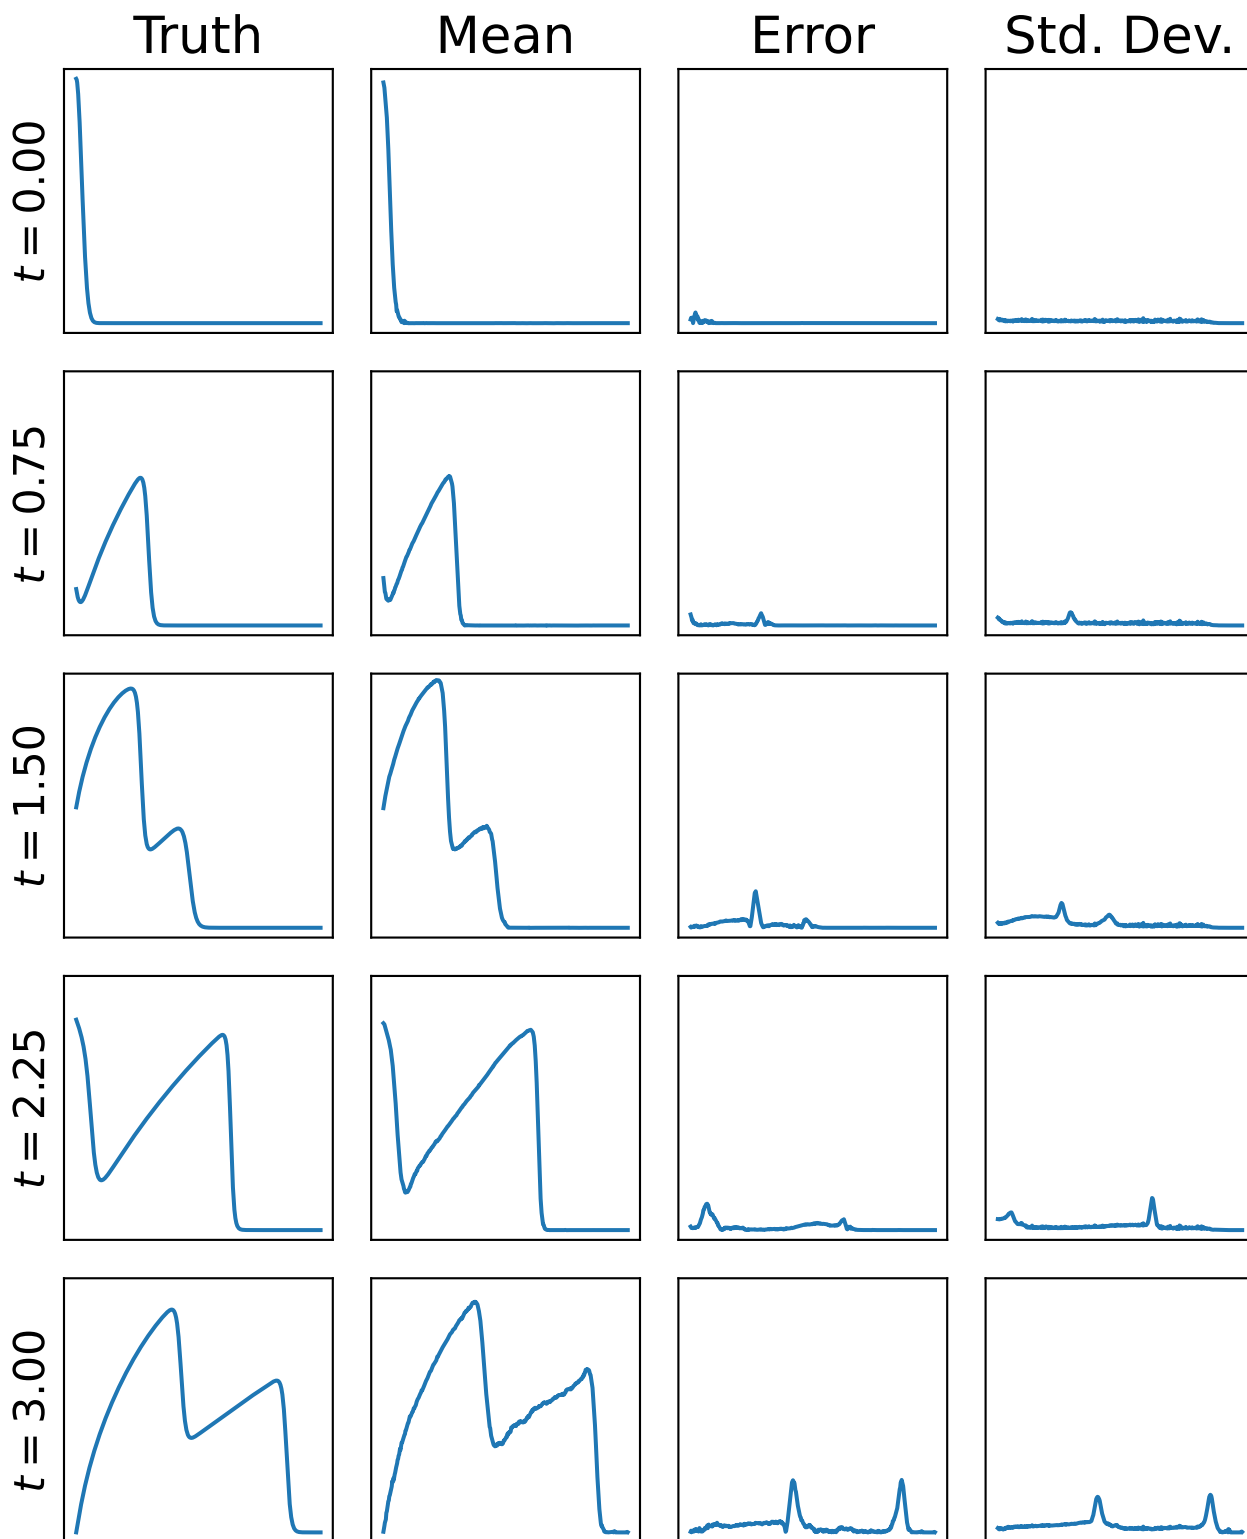 Truth Mean Error Std. Dev.
t = 0.00
t = 0.75
t = 1.50
t = 2.25
t = 3.00